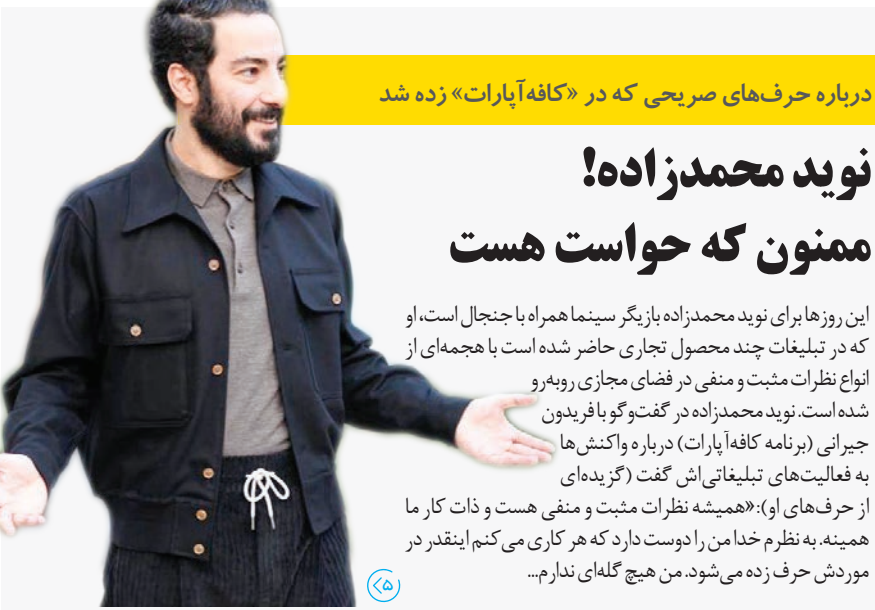 درباره حرف‌های صریحی که در «کافه‌آپارات» زده شد
نوید محمدزاده!
ممنون که حواست هست
این روزها برای نوید محمدزاده بازیگر سینما همراه با جنجال است، او
که در تبلیغات چند محصول تجاری حاضر شده است با هجمه‌ای از
انواع نظرات مثبت و منفی در فضای مجازی روبه‌رو
شده است. نوید محمدزاده در گفت‌وگو با فریدون
جیرانی (برنامه کافه‌آپارات) درباره واکنش‌ها
به فعالیت‌های تبلیغاتی‌اش گفت (گزیده‌ای
از حرف‌های او): «همیشه نظرات مثبت و منفی هست و ذات کار ما
همینه. به نظرم خدا من را دوست دارد که هر کاری می‌کنم اینقدر در
موردش حرف زده می‌شود. من هیچ گله‌ای ندارم...
۵